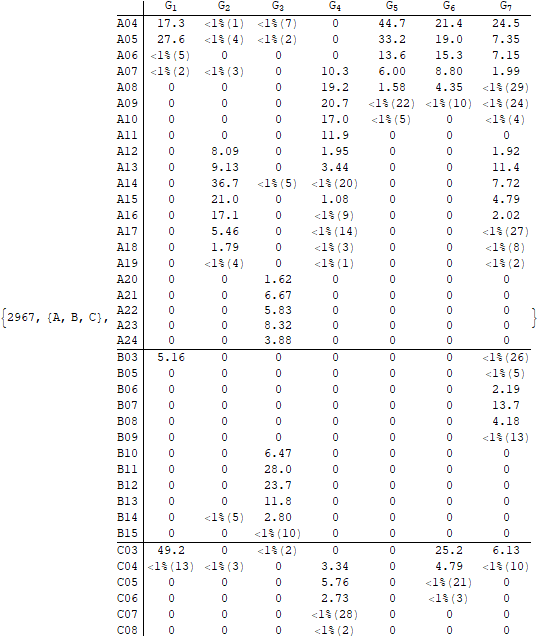 G1 G2 G3 G4 G5 G6 G7
A04 17.3 <1%(1) <1%(7) 0 44.7 21.4 24.5
A05 27.6 <1%(4) <1%(2) 0 33.2 19.0 7.35
A06 <1%(5) 0 0 0 13.6 15.3 7.15
A07 <1%(2) <1%(3) 0 10.3 6.00 8.80 1.99
A08 0 0 0 19.2 1.58 4.35 <1%(29)
A09 0 0 0 20.7 <1%(22) <1%(10) <1%(24)
A10 0 0 0 17.0 <1%(5) 0 <1%(4)
A11 0 0 0 11.9 0 0 0
A12 0 8.09 0 1.95 0 0 1.92
A13 0 9.13 0 3.44 0 0 11.4
A14 0 36.7 <1%(5) <1%(20) 0 0 7.72
A15 0 21.0 0 1.08 0 0 4.79
A16 0 17.1 0 <1%(9) 0 0 2.02
A17 0 5.46 0 <1%(14) 0 0 <1%(27)
A18 0 1.79 0 <1%(3) 0 0 <1%(8)
A19 0 <1%(4) 0 <1%(1) 0 0 <1%(2)
A20 0 0 1.62 0 0 0 0
A21 0 0 6.67 0 0 0 0
A22 0 0 5.83 0 0 0 0
{2967, {A, B, C}, A23 0 0 8.32 0 0 0 0 }
A24 0 0 3.88 0 0 0 0
B03 5.16 0 0 0 0 0 <1%(26)
B05 0 0 0 0 0 0 <1%(5)
B06 0 0 0 0 0 0 2.19
B07 0 0 0 0 0 0 13.7
B08 0 0 0 0 0 0 4.18
B09 0 0 0 0 0 0 <1%(13)
B10 0 0 6.47 0 0 0 0
B11 0 0 28.0 0 0 0 0
B12 0 0 23.7 0 0 0 0
B13 0 0 11.8 0 0 0 0
B14 0 <1%(5) 2.80 0 0 0 0
B15 0 0 <1%(10) 0 0 0 0
C03 49.2 0 <1%(2) 0 0 25.2 6.13
C04 <1%(13) <1%(3) 0 3.34 0 4.79 <1%(10)
C05 0 0 0 5.76 0 <1%(21) 0
C06 0 0 0 2.73 0 <1%(3) 0
C07 0 0 0 <1%(28) 0 0 0
C08 0 0 0 <1%(2) 0 0 0